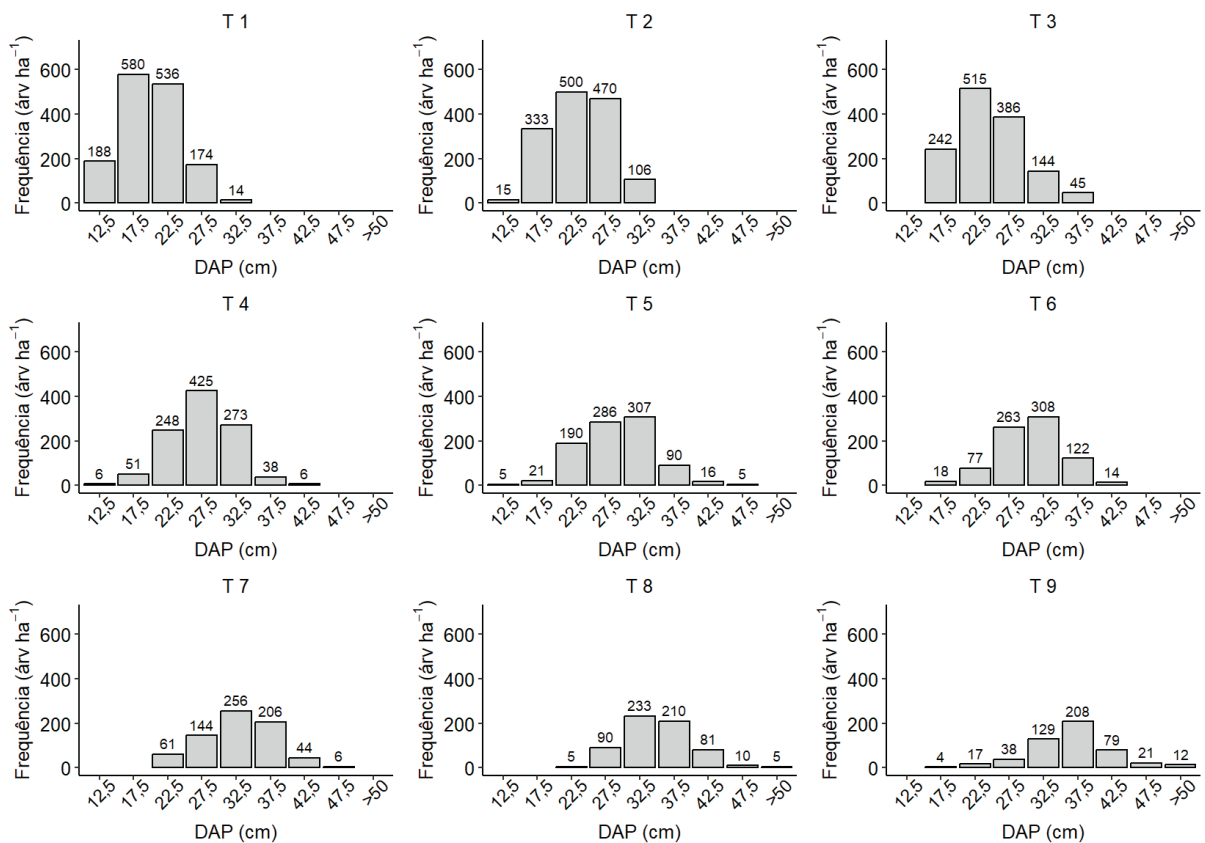 T 1
Frequência (árv ha⁻¹)
600
400
200
0
188
580
536
174
14
12,5 17,5 22,5 27,5 32,5 37,5 42,5 47,5 >50
DAP (cm)
T 2
Frequência (árv ha⁻¹)
600
400
200
0
15
333
500
470
106
12,5 17,5 22,5 27,5 32,5 37,5 42,5 47,5 >50
DAP (cm)
T 3
Frequência (árv ha⁻¹)
600
400
200
0
242
515
386
144
45
12,5 17,5 22,5 27,5 32,5 37,5 42,5 47,5 >50
DAP (cm)
T 4
Frequência (árv ha⁻¹)
600
400
200
0
6
51
248
425
273
38
6
12,5 17,5 22,5 27,5 32,5 37,5 42,5 47,5 >50
DAP (cm)
T 5
Frequência (árv ha⁻¹)
600
400
200
0
5
21
190
286
307
90
16
5
12,5 17,5 22,5 27,5 32,5 37,5 42,5 47,5 >50
DAP (cm)
T 6
Frequência (árv ha⁻¹)
600
400
200
0
18
77
263
308
122
14
12,5 17,5 22,5 27,5 32,5 37,5 42,5 47,5 >50
DAP (cm)
T 7
Frequência (árv ha⁻¹)
600
400
200
0
61
144
256
206
44
6
12,5 17,5 22,5 27,5 32,5 37,5 42,5 47,5 >50
DAP (cm)
T 8
Frequência (árv ha⁻¹)
600
400
200
0
5
90
233
210
81
10
5
12,5 17,5 22,5 27,5 32,5 37,5 42,5 47,5 >50
DAP (cm)
T 9
Frequência (árv ha⁻¹)
600
400
200
0
4
17
38
129
208
79
21
12
12,5 17,5 22,5 27,5 32,5 37,5 42,5 47,5 >50
DAP (cm)